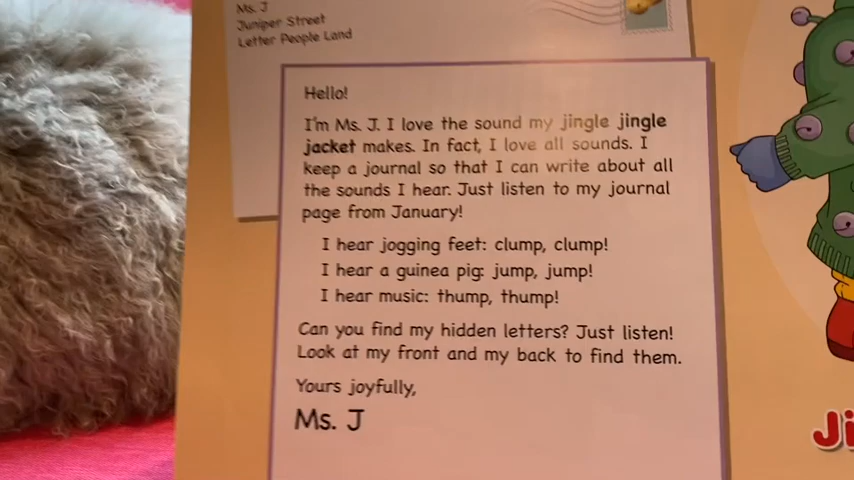 Ms. J
Juniper Street
Letter People Land
Hello!
I'm Ms. J. I love the sound my jingle jingle
jacket makes. In fact, I love all sounds. I
keep a journal so that I can write about all
the sounds I hear. Just listen to my journal
page from January!
I hear jogging feet: clump, clump!
I hear a guinea pig: jump, jump!
I hear music: thump, thump!
Can you find my hidden letters? Just listen!
Look at my front and my back to find them.
Yours joyfully,
Ms. J